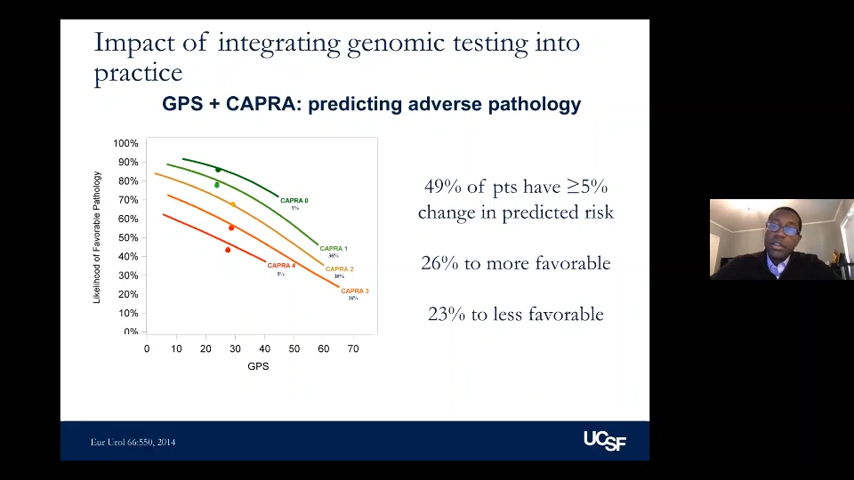 Impact of integrating genomic testing into
practice
GPS + CAPRA: predicting adverse pathology
Likelihood of Favorable Pathology
100%
90%
80%
70%
60%
50%
40%
30%
20%
10%
0%
0 10 20 30 40 50 60 70
GPS
CAPRA 0
5%
CAPRA 1
36%
CAPRA 2
CAPRA 3
CAPRA 4
5%
49% of pts have ≥5%
change in predicted risk
26% to more favorable
23% to less favorable
Eur Urol 66:550, 2014
UCSF